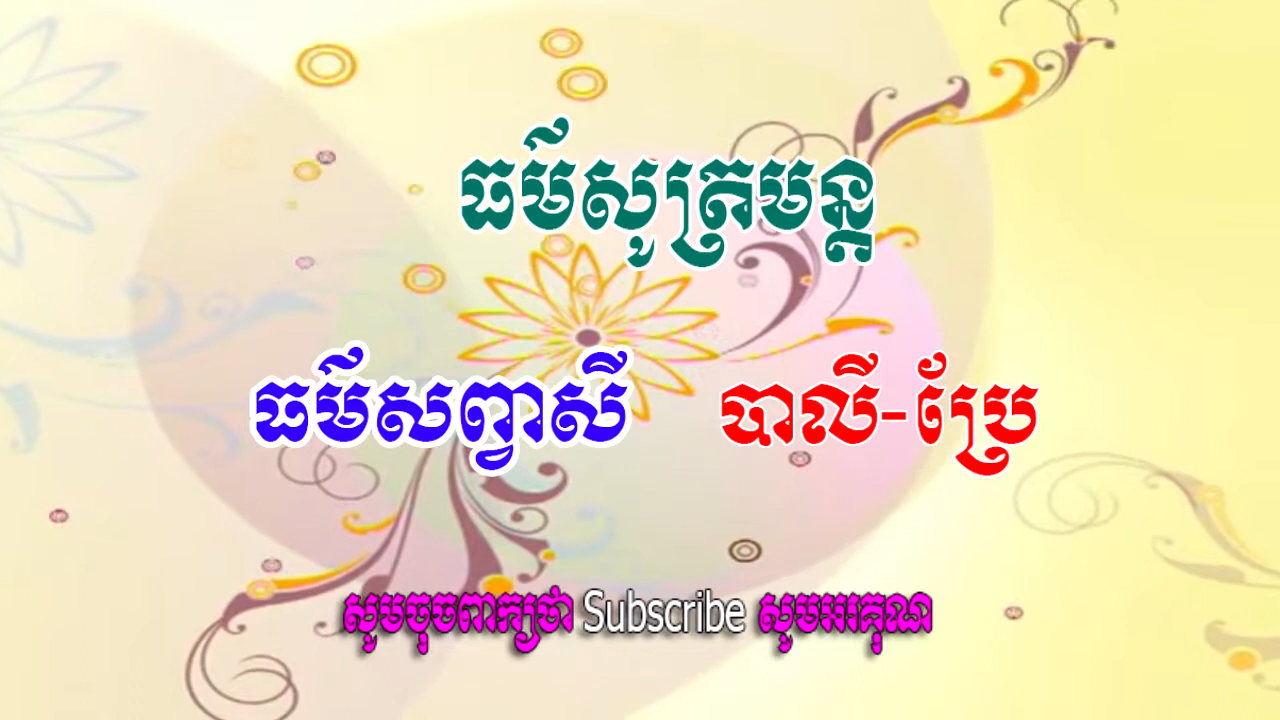 ធម៌សូត្រមន្ត
ធម៌សព្វាសី បាលី-ប្រែ
សូមចុចពាក្យថា Subscribe សូមអរគុណ